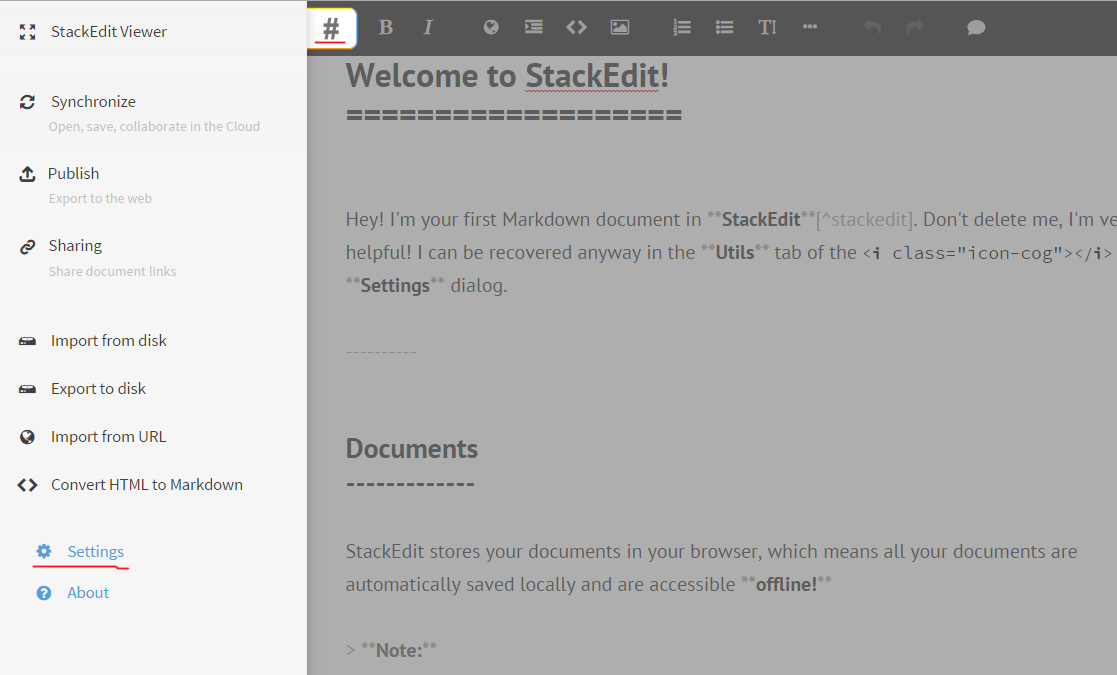 StackEdit Viewer
Synchronize
Open, save, collaborate in the Cloud
Publish
Export to the web
Sharing
Share document links
Import from disk
Export to disk
Import from URL
Convert HTML to Markdown
Settings
About
# B I
Welcome to StackEdit!
===================
Hey! I'm your first Markdown document in **StackEdit**[^stackedit]. Don't delete me, I'm ve
helpful! I can be recovered anyway in the **Utils** tab of the <i class="icon-cog"></i>
**Settings** dialog.
----------
Documents
-------------
StackEdit stores your documents in your browser, which means all your documents are
automatically saved locally and are accessible **offline!**
> **Note:**